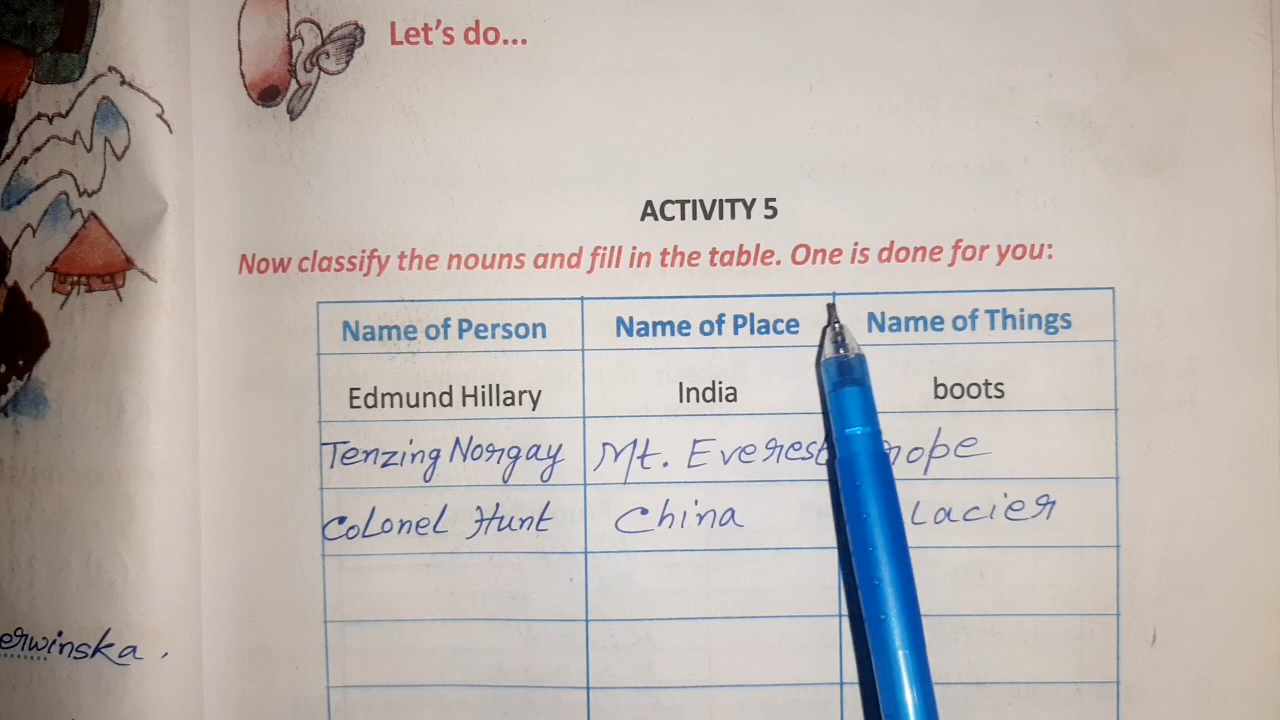 Let's do...
ACTIVITY 5
Now classify the nouns and fill in the table. One is done for you:
Name of Person Name of Place Name of Things
Edmund Hillary India boots
Tenzing Norgay Mt. Everest rope
Colonel Hunt China lacier
erwinska.